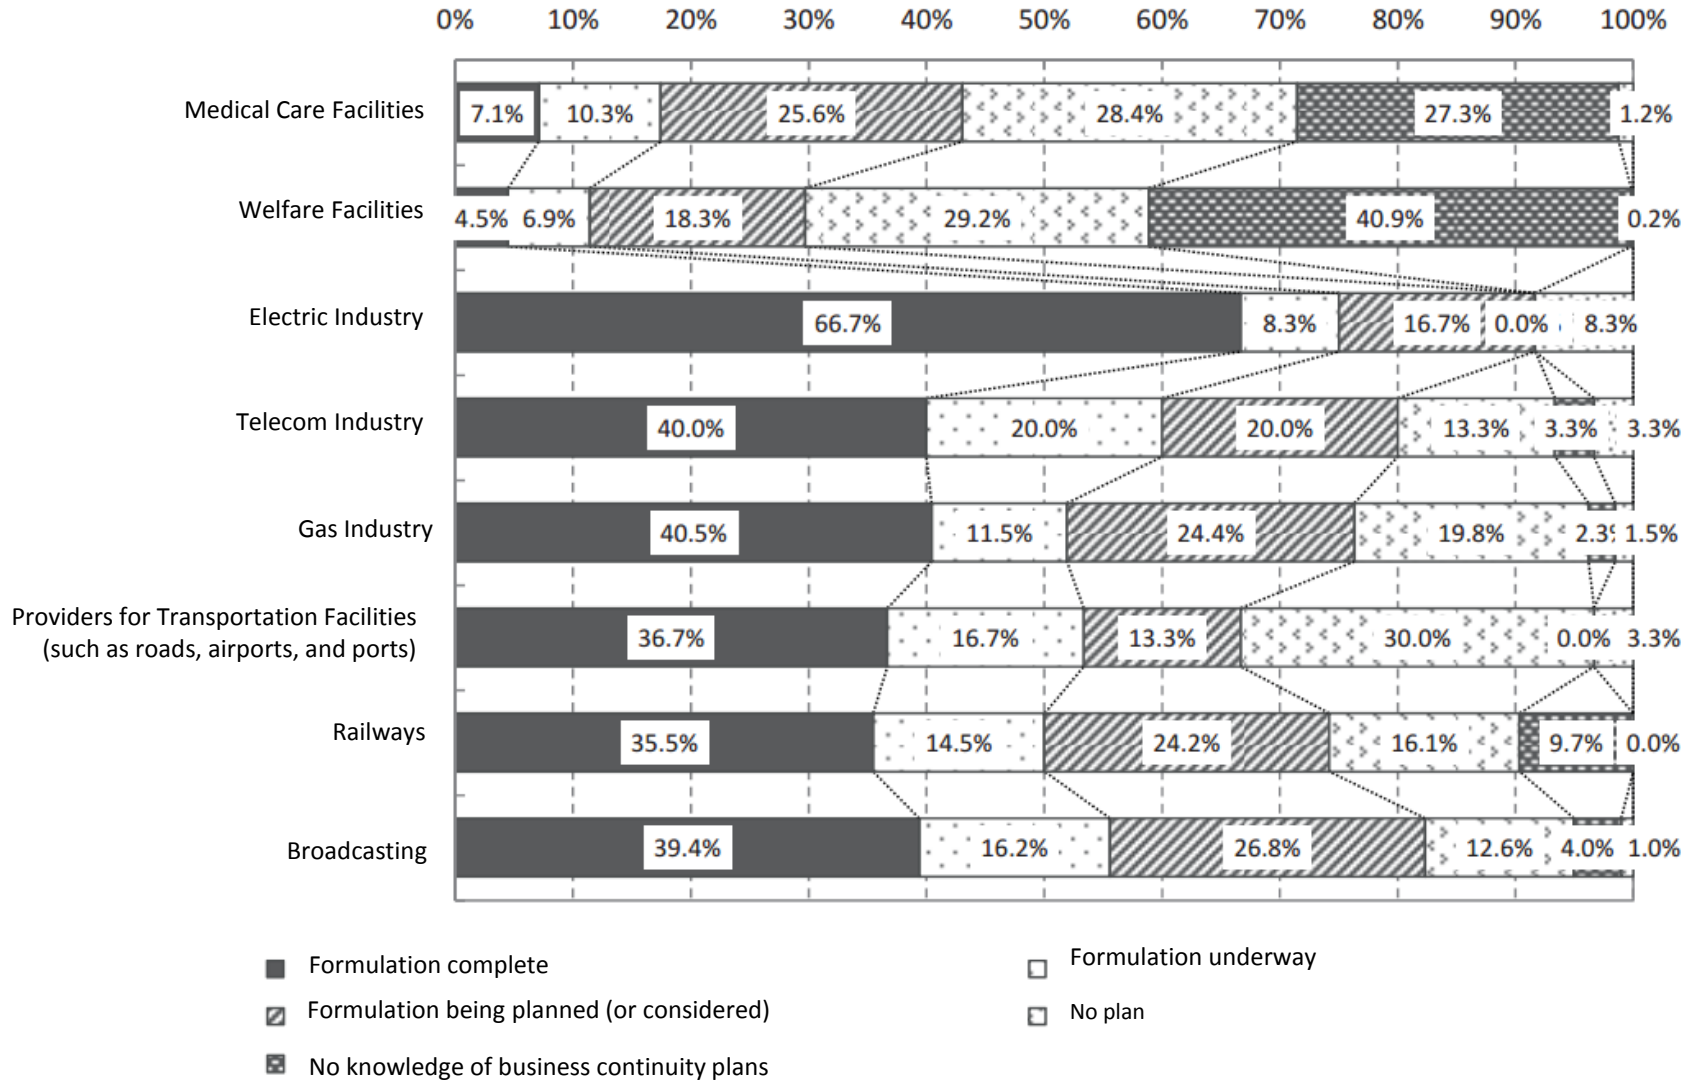 0% 10% 20% 30% 40% 50% 60% 70% 80% 90% 100%
Medical Care Facilities 7.1% 10.3% 25.6% 28.4% 27.3% 1.2%
Welfare Facilities 4.5% 6.9% 18.3% 29.2% 40.9% 0.2%
Electric Industry 66.7% 8.3% 16.7% 0.0% 8.3%
Telecom Industry 40.0% 20.0% 20.0% 13.3% 3.3% 3.3%
Gas Industry 40.5% 11.5% 24.4% 19.8% 2.3% 1.5%
Providers for Transportation Facilities
(such as roads, airports, and ports) 36.7% 16.7% 13.3% 30.0% 0.0% 3.3%
Railways 35.5% 14.5% 24.2% 16.1% 9.7% 0.0%
Broadcasting 39.4% 16.2% 26.8% 12.6% 4.0% 1.0%
Formulation complete Formulation underway
Formulation being planned (or considered) No plan
No knowledge of business continuity plans